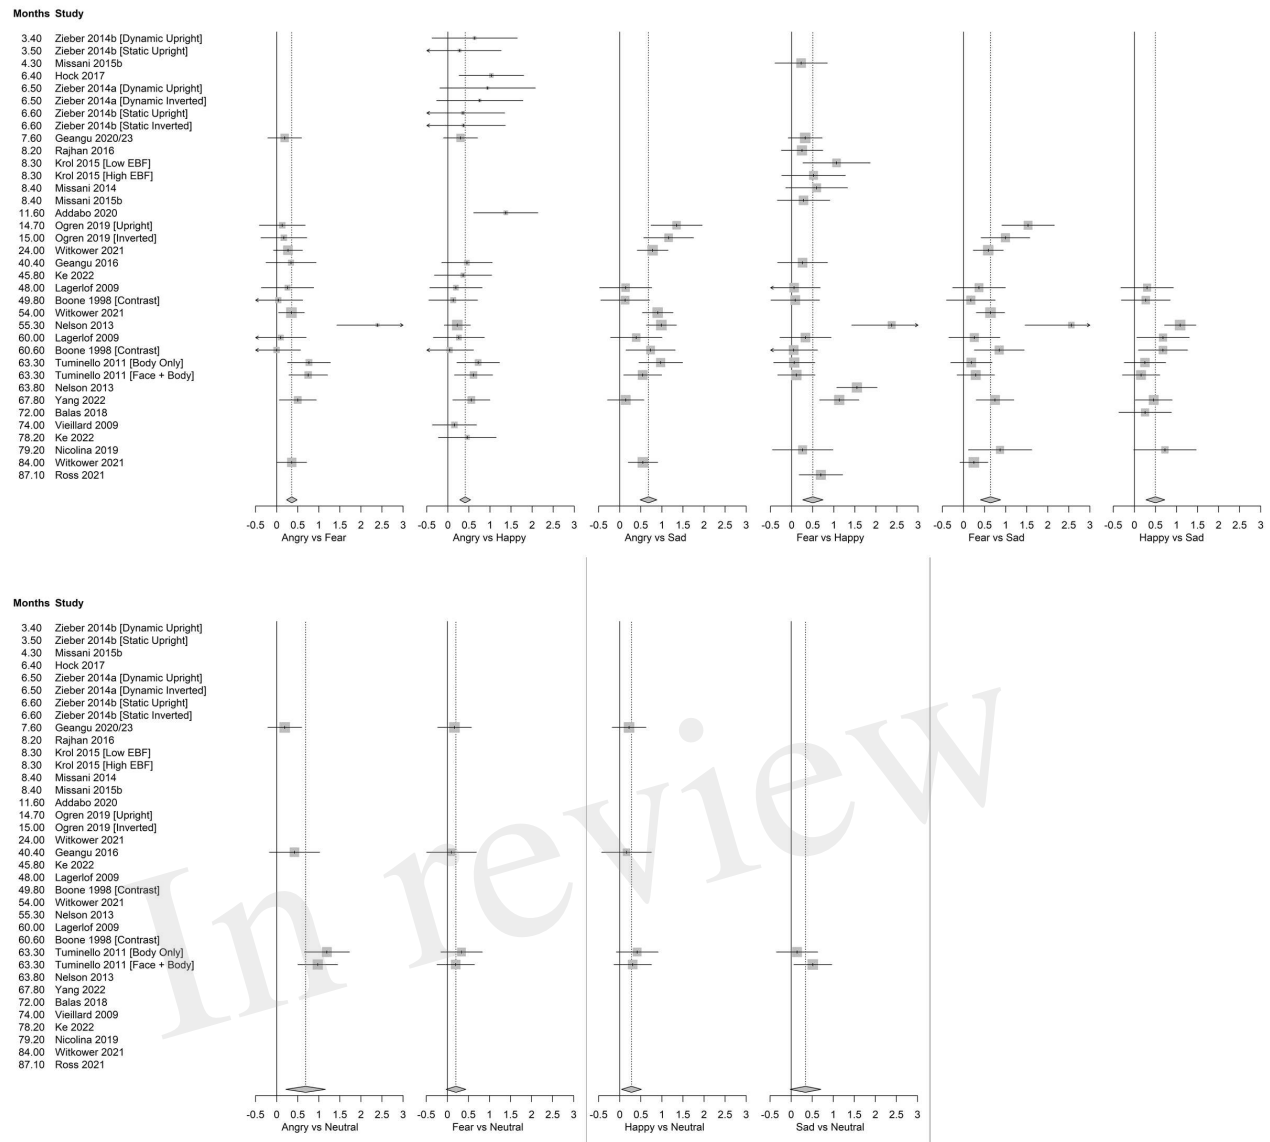 Months Study
3.40 Zieber 2014b [Dynamic Upright]
3.50 Zieber 2014b [Static Upright]
4.30 Missani 2015b
6.40 Hock 2017
6.50 Zieber 2014a [Dynamic Upright]
6.50 Zieber 2014a [Dynamic Inverted]
6.60 Zieber 2014b [Static Upright]
6.60 Zieber 2014b [Static Inverted]
7.60 Geangu 2020/23
8.20 Rajhan 2016
8.30 Krol 2015 [Low EBF]
8.30 Krol 2015 [High EBF]
8.40 Missani 2014
8.40 Missani 2015b
11.60 Addabo 2020
14.70 Ogren 2019 [Upright]
15.00 Ogren 2019 [Inverted]
24.00 Witkower 2021
40.40 Geangu 2016
45.80 Ke 2022
48.00 Lagerlof 2009
49.80 Boone 1998 [Contrast]
54.00 Witkower 2021
55.30 Nelson 2013
60.00 Lagerlof 2009
60.60 Boone 1998 [Contrast]
63.30 Tuminello 2011 [Body Only]
63.30 Tuminello 2011 [Face + Body]
63.80 Nelson 2013
67.80 Yang 2022
72.00 Balas 2018
74.00 Vieillard 2009
78.20 Ke 2022
79.20 Nicolina 2019
84.00 Witkower 2021
87.10 Ross 2021
-0.5 0 0.5 1 1.5 2 2.5 3 -0.5 0 0.5 1 1.5 2 2.5 3 -0.5 0 0.5 1 1.5 2 2.5 3 -0.5 0 0.5 1 1.5 2 2.5 3 -0.5 0 0.5 1 1.5 2 2.5 3 -0.5 0 0.5 1 1.5 2 2.5 3
Angry vs Fear Angry vs Happy Angry vs Sad Fear vs Happy Fear vs Sad Happy vs Sad
Months Study
3.40 Zieber 2014b [Dynamic Upright]
3.50 Zieber 2014b [Static Upright]
4.30 Missani 2015b
6.40 Hock 2017
6.50 Zieber 2014a [Dynamic Upright]
6.50 Zieber 2014a [Dynamic Inverted]
6.60 Zieber 2014b [Static Upright]
6.60 Zieber 2014b [Static Inverted]
7.60 Geangu 2020/23
8.20 Rajhan 2016
8.30 Krol 2015 [Low EBF]
8.30 Krol 2015 [High EBF]
8.40 Missani 2014
8.40 Missani 2015b
11.60 Addabo 2020
14.70 Ogren 2019 [Upright]
15.00 Ogren 2019 [Inverted]
24.00 Witkower 2021
40.40 Geangu 2016
45.80 Ke 2022
48.00 Lagerlof 2009
49.80 Boone 1998 [Contrast]
54.00 Witkower 2021
55.30 Nelson 2013
60.00 Lagerlof 2009
60.60 Boone 1998 [Contrast]
63.30 Tuminello 2011 [Body Only]
63.30 Tuminello 2011 [Face + Body]
63.80 Nelson 2013
67.80 Yang 2022
72.00 Balas 2018
74.00 Vieillard 2009
78.20 Ke 2022
79.20 Nicolina 2019
84.00 Witkower 2021
87.10 Ross 2021
-0.5 0 0.5 1 1.5 2 2.5 3 -0.5 0 0.5 1 1.5 2 2.5 3 -0.5 0 0.5 1 1.5 2 2.5 3 -0.5 0 0.5 1 1.5 2 2.5 3
Angry vs Neutral Fear vs Neutral Happy vs Neutral Sad vs Neutral
In review